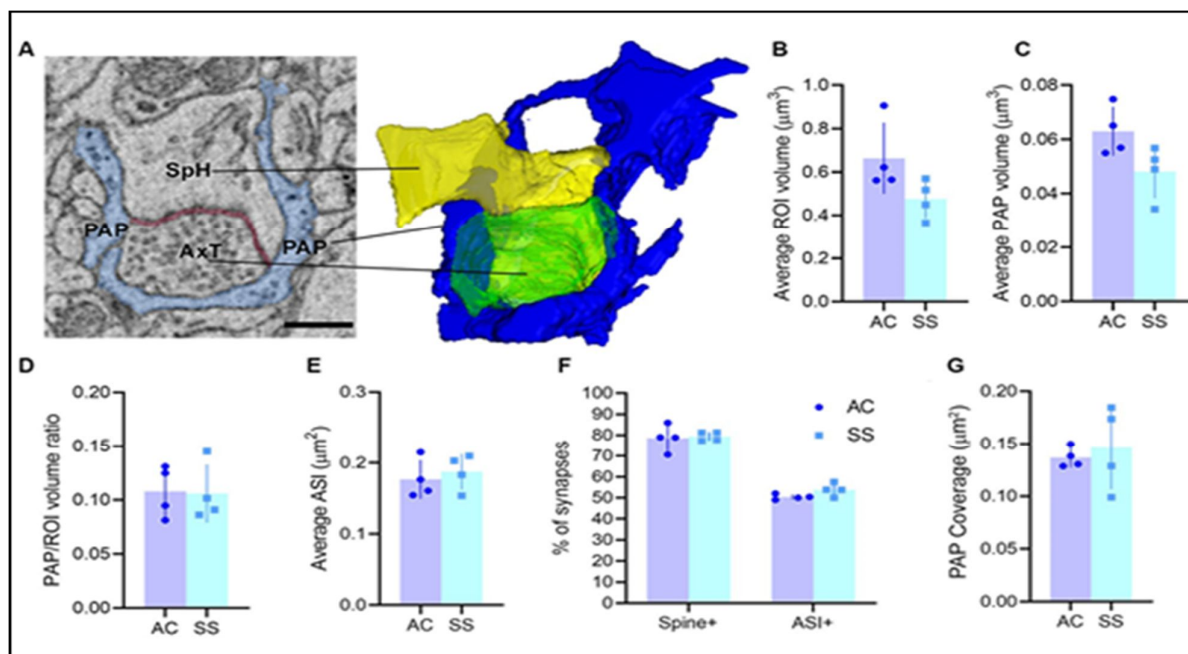 A
SpH
PAP
PAP
AxT
B
Average ROI volume (μm³)
1.0
0.8
0.6
0.4
0.2
0.0
AC SS
C
Average PAP volume (μm³)
0.08
0.06
0.04
0.02
0.00
AC SS
D
PAP/ROI volume ratio
0.20
0.15
0.10
0.05
0.00
AC SS
E
Average ASI (μm²)
0.3
0.2
0.1
0.0
AC SS
F
% of synapses
100
90
80
70
60
50
40
30
20
10
0
AC
SS
Spine+ ASI+
G
PAP Coverage (μm²)
0.20
0.15
0.10
0.05
0.00
AC SS